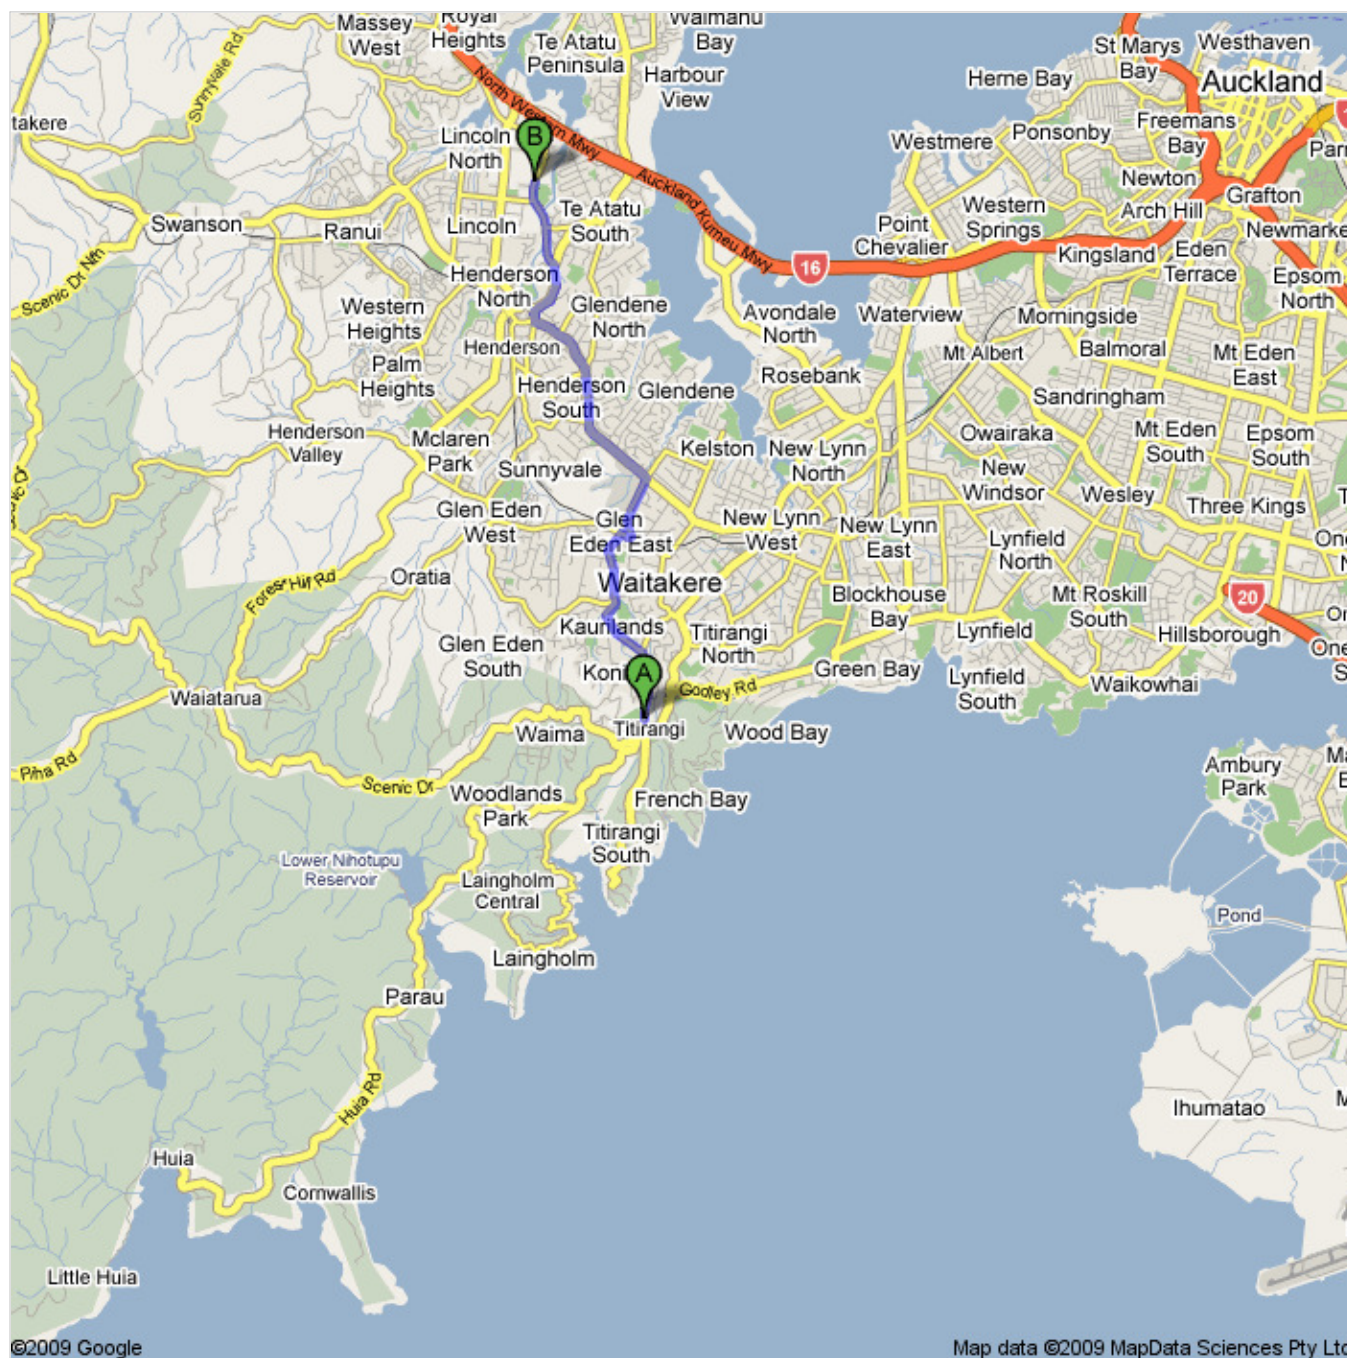 Massey
West
Royal
Heights
Te Atatu
Peninsula
Waimanu
Bay
Harbour
View
Sunnyvale Rd
takere
North Western Mwy
Lincoln
North
B
Auckland Kumeu Mwy
St Marys
Bay
Westhaven
Herne Bay
Auckland
Freemans
Bay
Ponsonby
Westmere
Newton
Grafton
Arch Hill
Western
Springs
Point
Chevalier
Kingsland
Eden
Terrace
Newmarke
Epsom
North
16
Swanson
Ranui
Lincoln
Te Atatu
South
Scenic Dr Nth
Henderson
North
Western
Heights
Glendene
North
Avondale
North
Waterview
Morningside
Mt Albert
Balmoral
Mt Eden
East
Palm
Heights
Henderson
Henderson
South
Glendene
Rosebank
Sandringham
Henderson
Valley
Mclaren
Park
Sunnyvale
Kelston
New Lynn
North
Owairaka
Mt Eden
South
Epsom
South
New
Windsor
Wesley
Three Kings
Glen Eden
West
Glen
Eden East
New Lynn
West
New Lynn
East
Lynfield
North
Forest Hill Rd
Oratia
Waitakere
Blockhouse
Bay
Mt Roskill
South
20
Hillsborough
Kaurilands
Titirangi
North
Lynfield
Glen Eden
South
A
Green Bay
Lynfield
South
Waikowhai
Godley Rd
Waiatarua
Waima
Titirangi
Wood Bay
Piha Rd
Scenic Dr
Woodlands
Park
French Bay
Ambury
Park
Titirangi
South
Lower Nihotupu
Reservoir
Laingholm
Central
Pond
Laingholm
Parau
Huia Rd
Ihumatao
Huia
Cornwallis
Little Huia
©2009 Google
Map data ©2009 MapData Sciences Pty Ltd